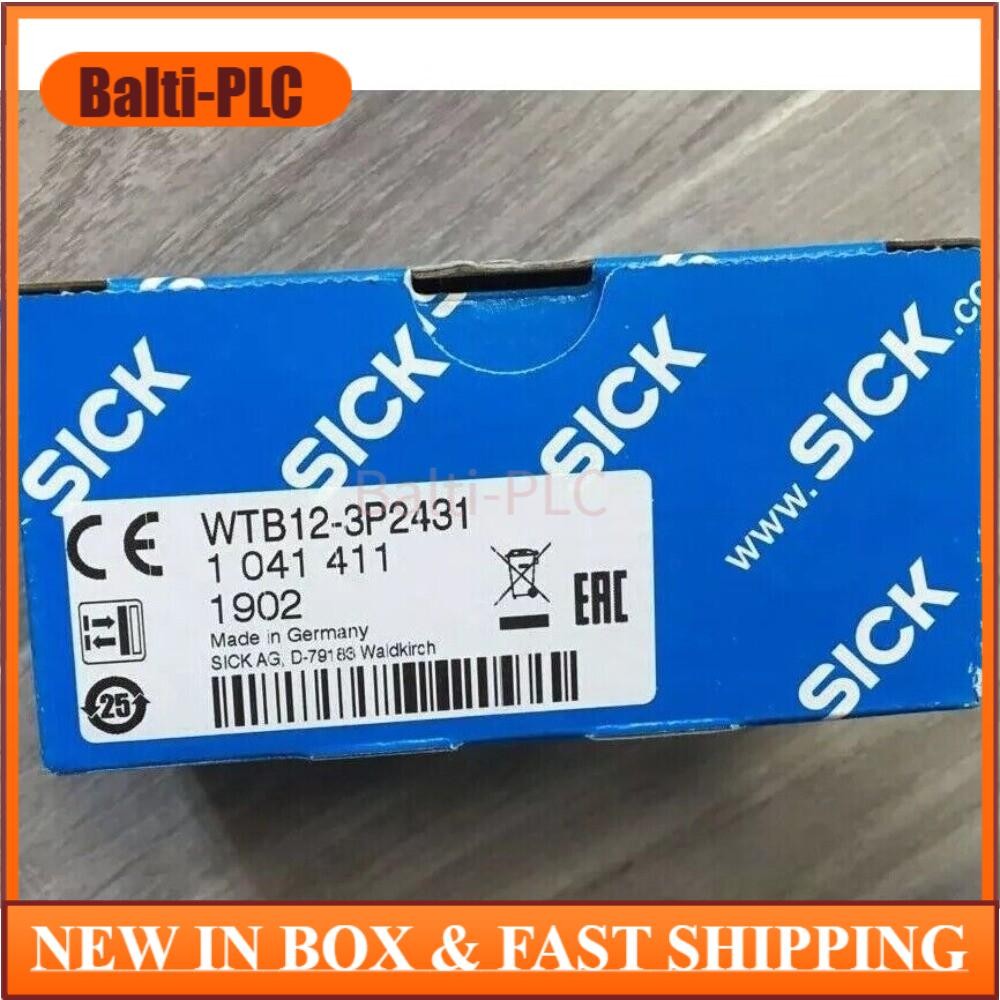 Balti-PLC
SICK
SICK
SICK
www.SICK.co
Balti-PLC
CE
WTB12-3P2431
1 041 411
1902
EAC
Made in Germany
SICK AG, D-79183 Waldkirch
25
SICK
NEW IN BOX & FAST SHIPPING